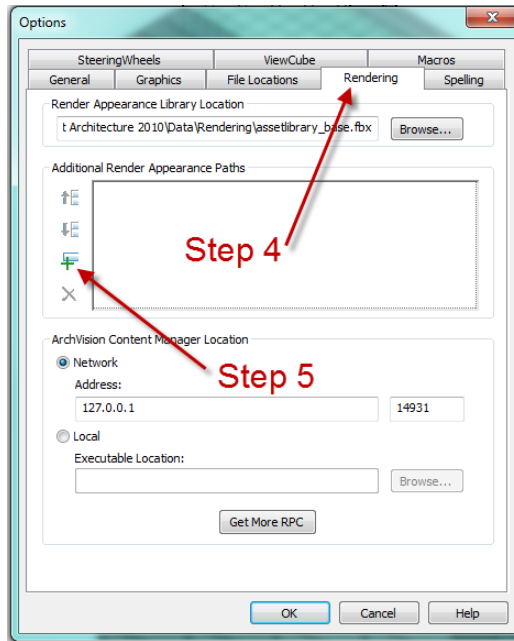 Options
SteeringWheels ViewCube Macros
General Graphics File Locations Rendering Spelling
Render Appearance Library Location
t Architecture 2010\Data\Rendering\assetlibrary_base.fbx Browse...
Additional Render Appearance Paths
Step 4
ArchVision Content Manager Location
Network
Step 5
Address:
127.0.0.1 14931
Local
Executable Location:
Browse...
Get More RPC
OK Cancel Help